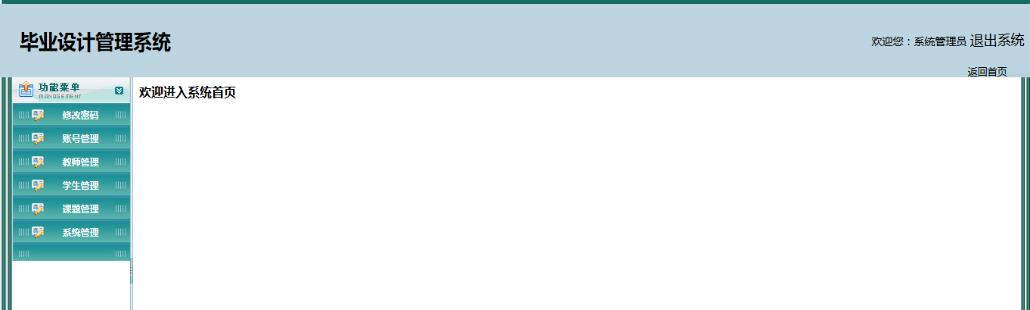 毕业设计管理系统
欢迎您：系统管理员 退出系统
返回首页
功能菜单
MANAGEMENT
欢迎进入系统首页
修改密码
账号管理
教师管理
学生管理
课题管理
系统管理